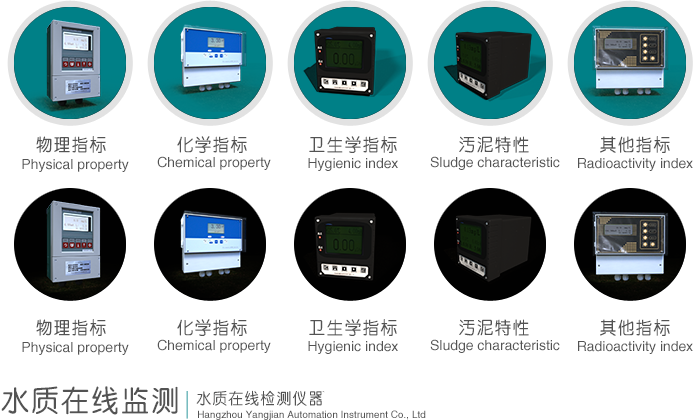 物理指标 化学指标 卫生学指标 污泥特性 其他指标
Physical property Chemical property Hygienic index Sludge characteristic Radioactivity index
物理指标 化学指标 卫生学指标 污泥特性 其他指标
Physical property Chemical property Hygienic index Sludge characteristic Radioactivity index
水质在线监测 水质在线检测仪器
Hangzhou Yangjian Automation Instrument Co., Ltd